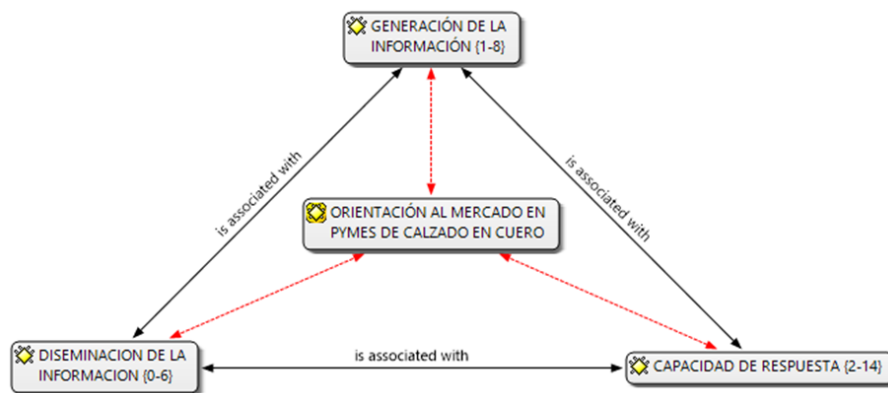 GENERACIÓN DE LA
INFORMACIÓN {1-8}
is associated with
is associated with
ORIENTACIÓN AL MERCADO EN
PYMES DE CALZADO EN CUERO
DISEMINACION DE LA
INFORMACION {0-6}
is associated with
CAPACIDAD DE RESPUESTA {2-14}